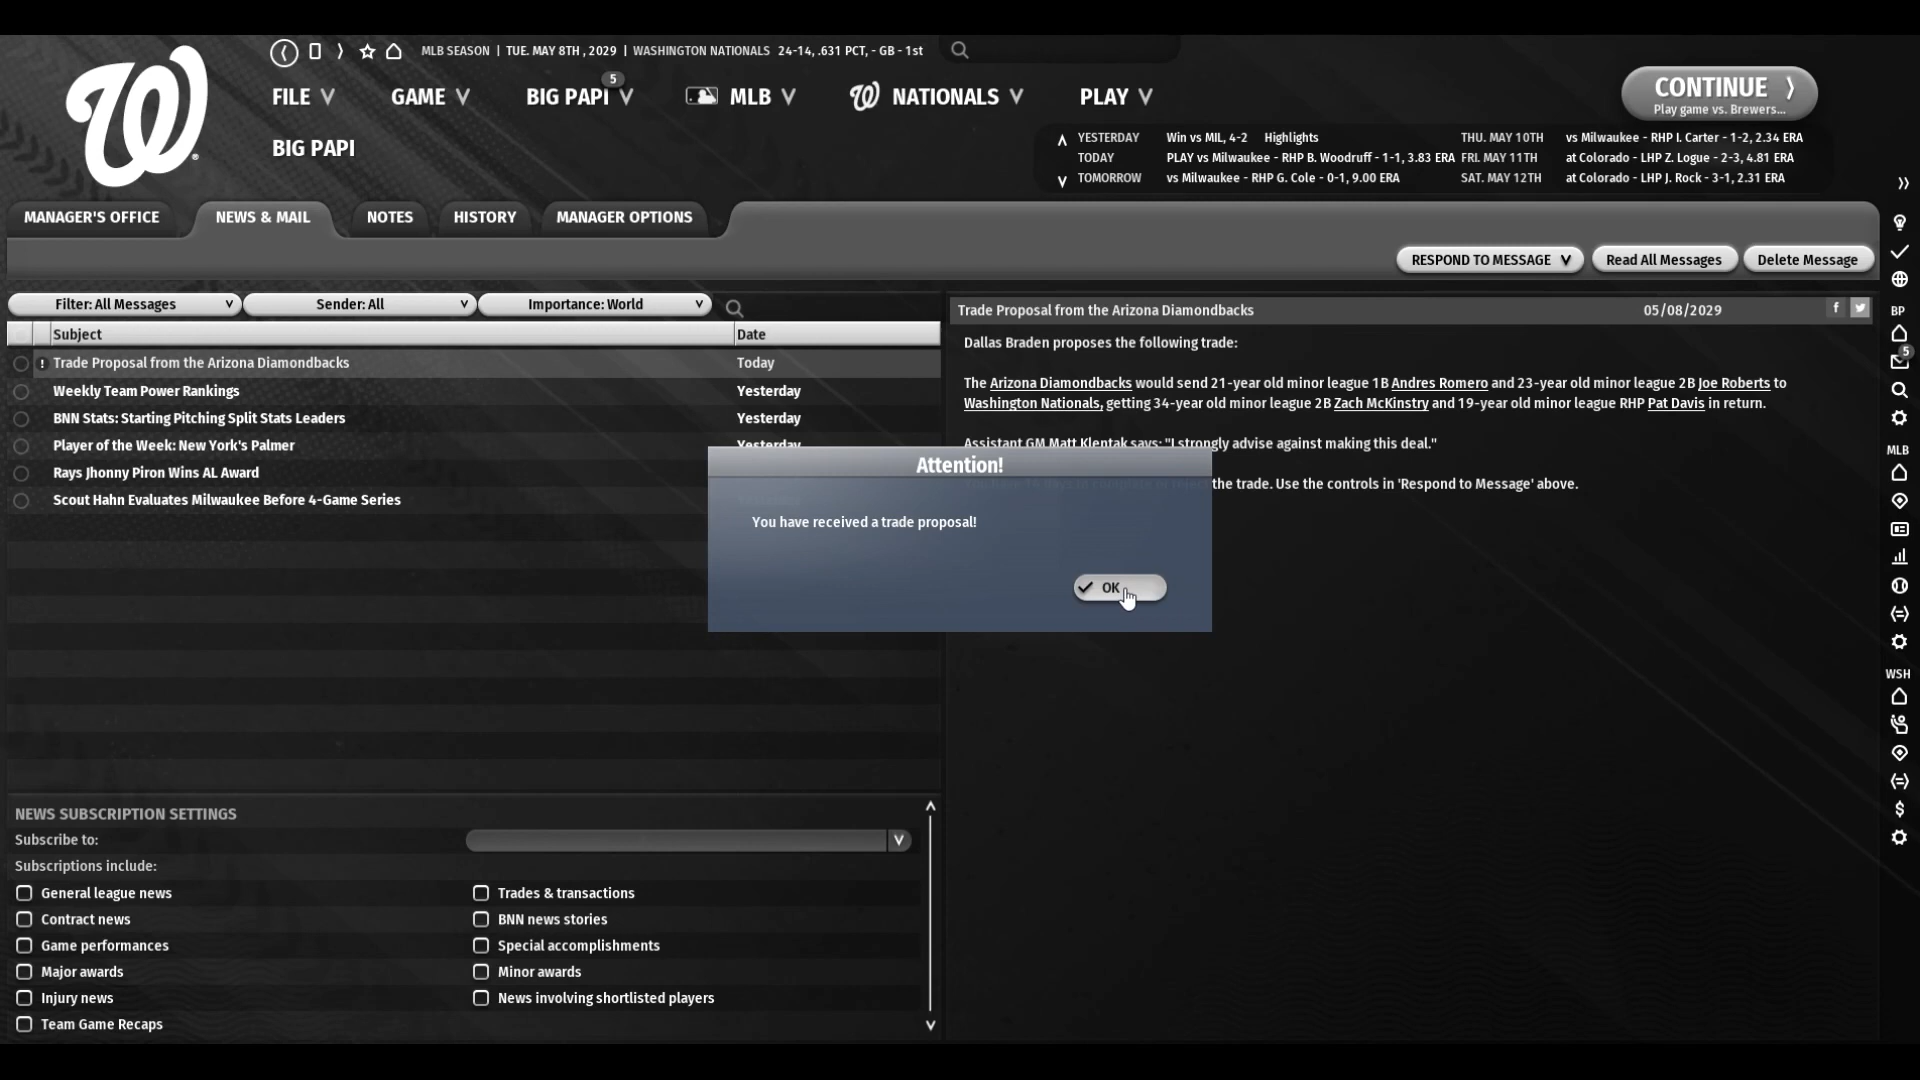 MLB SEASON | TUE. MAY 8TH , 2029 | WASHINGTON NATIONALS 24-14, .631 PCT, - GB - 1st
5
FILE
GAME
BIG PAPI
MLB
NATIONALS
PLAY
CONTINUE
Play game vs. Brewers...
BIG PAPI
YESTERDAY Win vs MIL, 4-2 Highlights THU. MAY 10TH vs Milwaukee - RHP I. Carter - 1-2, 2.34 ERA
TODAY PLAY vs Milwaukee - RHP B. Woodruff - 1-1, 3.83 ERA FRI. MAY 11TH at Colorado - LHP Z. Logue - 2-3, 4.81 ERA
TOMORROW vs Milwaukee - RHP G. Cole - 0-1, 9.00 ERA SAT. MAY 12TH at Colorado - LHP J. Rock - 3-1, 2.31 ERA
MANAGER'S OFFICE
NEWS & MAIL
NOTES
HISTORY
MANAGER OPTIONS
RESPOND TO MESSAGE
Read All Messages
Delete Message
Filter: All Messages
Sender: All
Importance: World
Subject Date
! Trade Proposal from the Arizona Diamondbacks Today
Weekly Team Power Rankings Yesterday
BNN Stats: Starting Pitching Split Stats Leaders Yesterday
Player of the Week: New York's Palmer Yesterday
Rays Jhonny Piron Wins AL Award
Scout Hahn Evaluates Milwaukee Before 4-Game Series
Trade Proposal from the Arizona Diamondbacks 05/08/2029
Dallas Braden proposes the following trade:
The Arizona Diamondbacks would send 21-year old minor league 1B Andres Romero and 23-year old minor league 2B Joe Roberts to
Washington Nationals, getting 34-year old minor league 2B Zach McKinstry and 19-year old minor league RHP Pat Davis in return.
Assistant GM Matt Klentak says: "I strongly advise against making this deal."
the trade. Use the controls in 'Respond to Message' above.
Attention!
You have received a trade proposal!
OK
NEWS SUBSCRIPTION SETTINGS
Subscribe to:
Subscriptions include:
General league news
Trades & transactions
Contract news
BNN news stories
Game performances
Special accomplishments
Major awards
Minor awards
Injury news
News involving shortlisted players
Team Game Recaps
BP
5
MLB
WSH